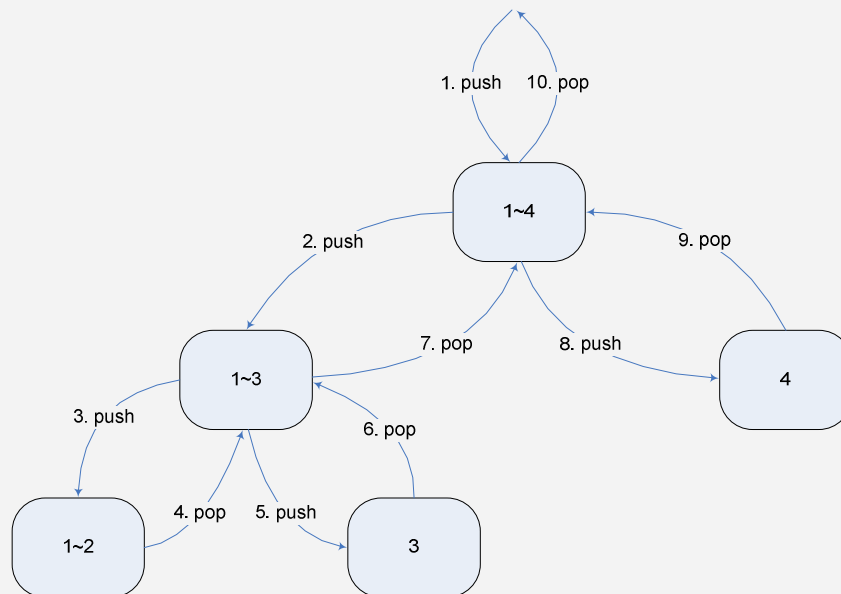 1. push
10. pop
1~4
2. push
9. pop
7. pop
8. push
1~3
4
3. push
6. pop
4. pop
5. push
1~2
3